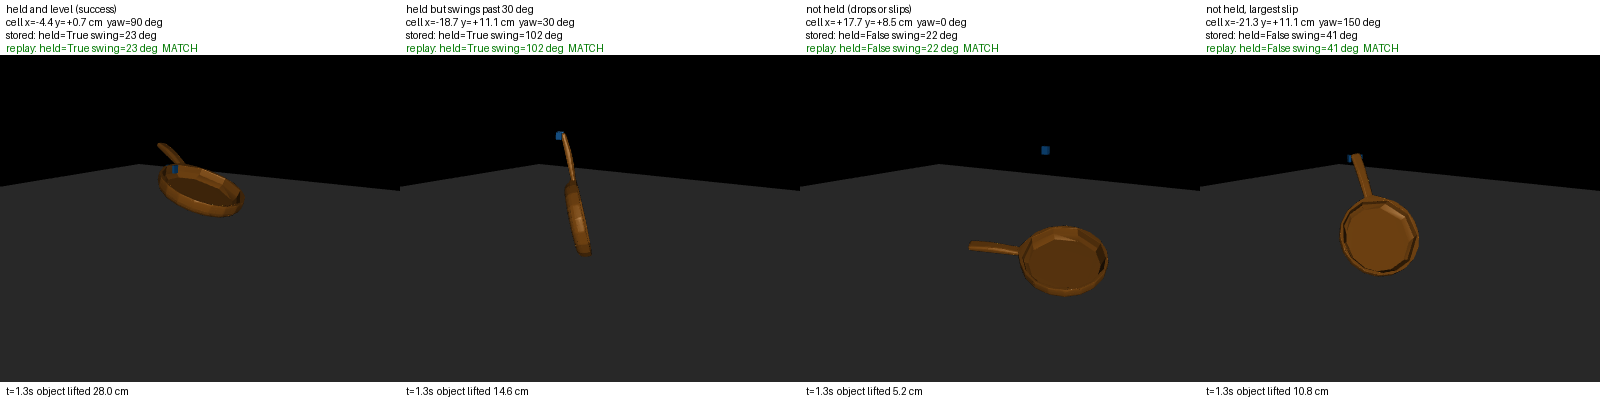 held and level (success)
cell x=-4.4 y=+0.7 cm yaw=90 deg
stored: held=True swing=23 deg
replay: held=True swing=23 deg MATCH
t=1.3s object lifted 28.0 cm
held but swings past 30 deg
cell x=-18.7 y=+11.1 cm yaw=30 deg
stored: held=True swing=102 deg
replay: held=True swing=102 deg MATCH
t=1.3s object lifted 14.6 cm
not held (drops or slips)
cell x=+17.7 y=+8.5 cm yaw=0 deg
stored: held=False swing=22 deg
replay: held=False swing=22 deg MATCH
t=1.3s object lifted 5.2 cm
not held, largest slip
cell x=-21.3 y=+11.1 cm yaw=150 deg
stored: held=False swing=41 deg
replay: held=False swing=41 deg MATCH
t=1.3s object lifted 10.8 cm